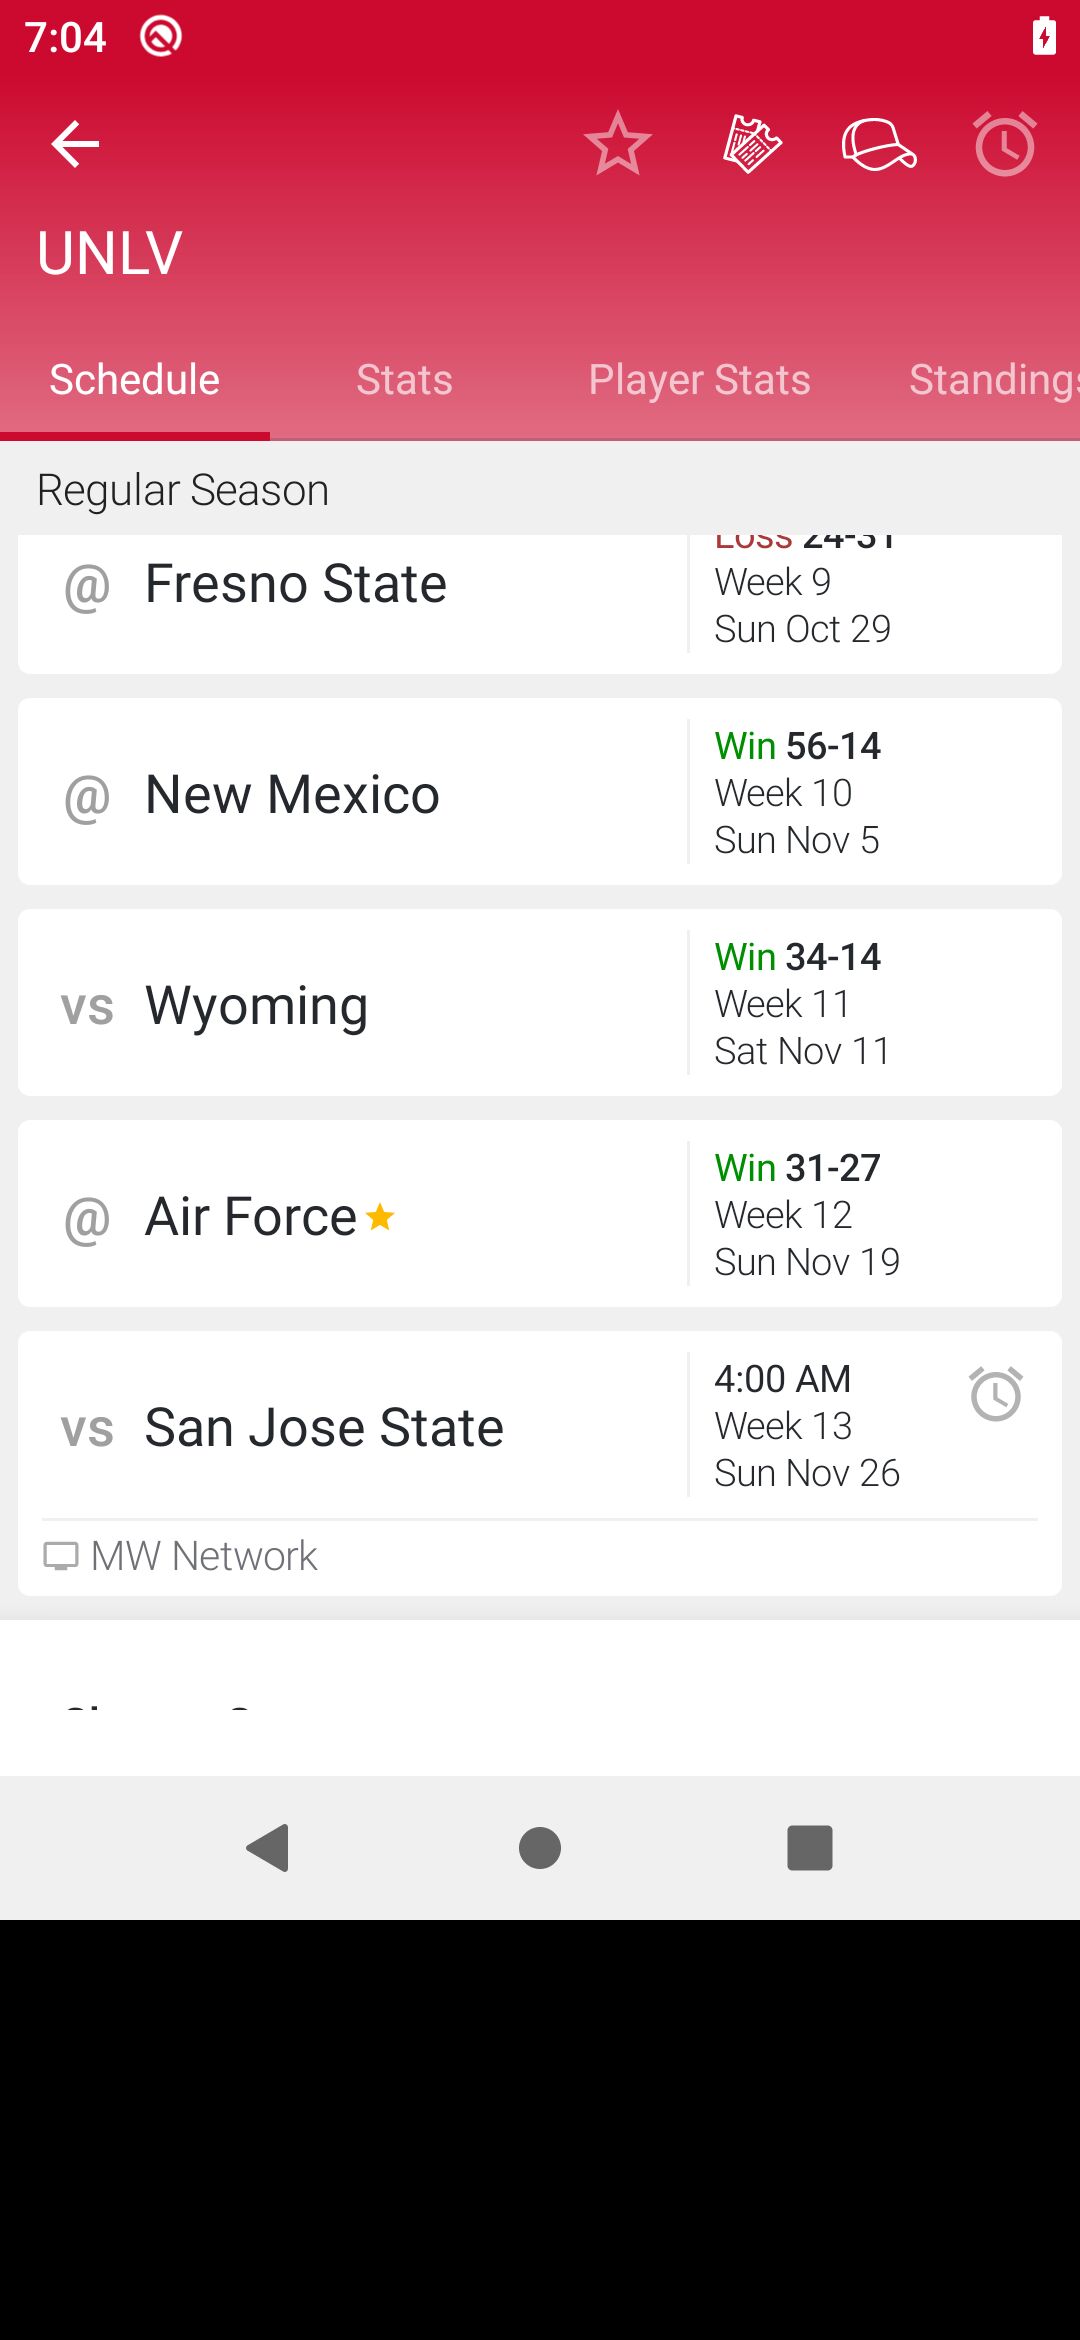 7:04
UNLV
Schedule Stats Player Stats Standings
Regular Season
Loss 24-31
@ Fresno State
Week 9
Sun Oct 29
Win 56-14
@ New Mexico
Week 10
Sun Nov 5
Win 34-14
vs Wyoming
Week 11
Sat Nov 11
Win 31-27
@ Air Force
Week 12
Sun Nov 19
4:00 AM
vs San Jose State
Week 13
Sun Nov 26
MW Network